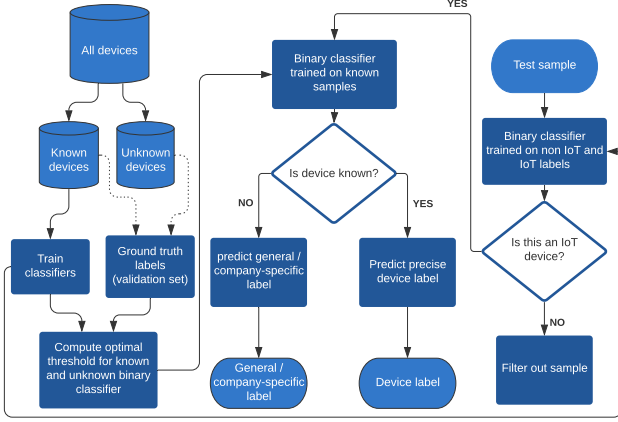 YES
All devices
Binary classifier
trained on known
samples
Test sample
Known
devices
Unknown
devices
Binary classifier
trained on non IoT and
IoT labels
Is device known?
NO
YES
Train
classifiers
Ground truth
labels
(validation set)
predict general /
company-specific
label
Predict precise
device label
Is this an IoT
device?
NO
Compute optimal
threshold for known
and unknown binary
classifier
General /
company-specific
label
Device label
Filter out sample